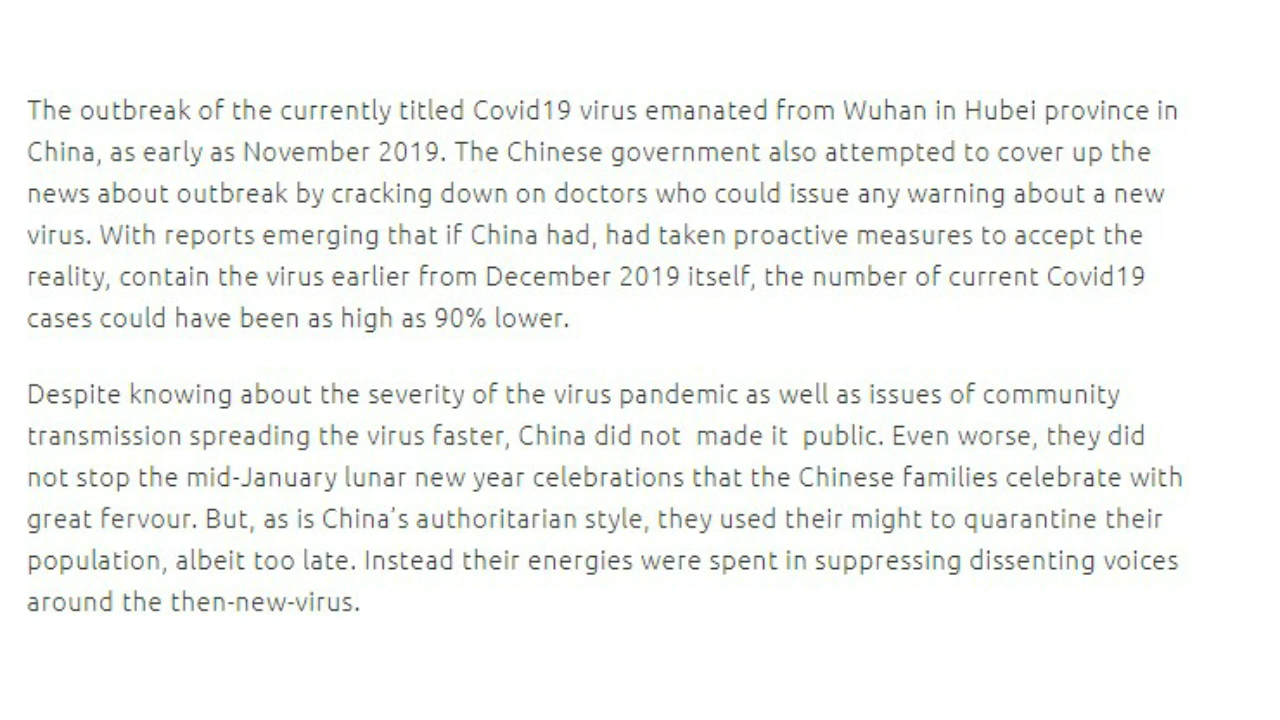 The outbreak of the currently titled Covid19 virus emanated from Wuhan in Hubei province in
China, as early as November 2019. The Chinese government also attempted to cover up the
news about outbreak by cracking down on doctors who could issue any warning about a new
virus. With reports emerging that if China had, had taken proactive measures to accept the
reality, contain the virus earlier from December 2019 itself, the number of current Covid19
cases could have been as high as 90% lower.
Despite knowing about the severity of the virus pandemic as well as issues of community
transmission spreading the virus faster, China did not  made it  public. Even worse, they did
not stop the mid-January lunar new year celebrations that the Chinese families celebrate with
great fervour. But, as is China’s authoritarian style, they used their might to quarantine their
population, albeit too late. Instead their energies were spent in suppressing dissenting voices
around the then-new-virus.